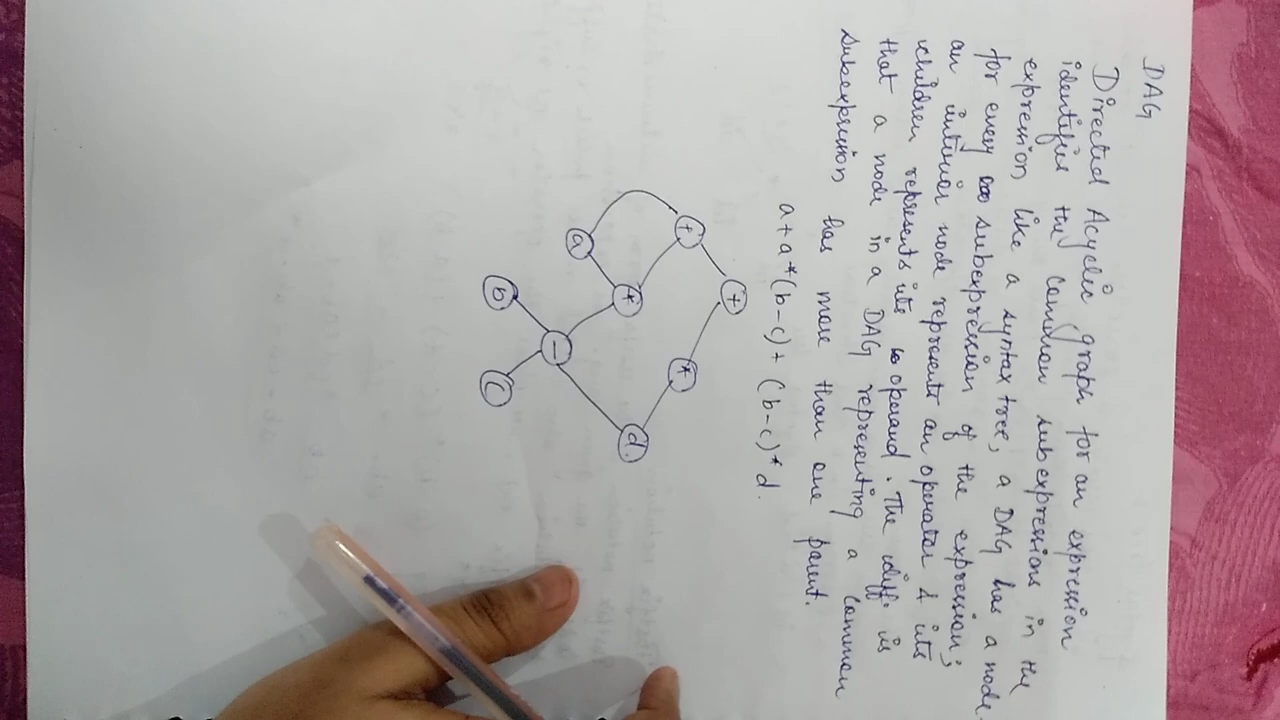 DAG
Directed Acyclic graph for an expression
identifies the common subexpressions in the
expression like a syntax tree, a DAG has a node
for every subexpression of the expression;
an interior node represents an operator & its
children represents its operand. The diff. is
that a node in a DAG representing a common
subexpression has more than one parent.
a+a*(b-c)+(b-c)*d.
+
+ *
a * d
-
b c